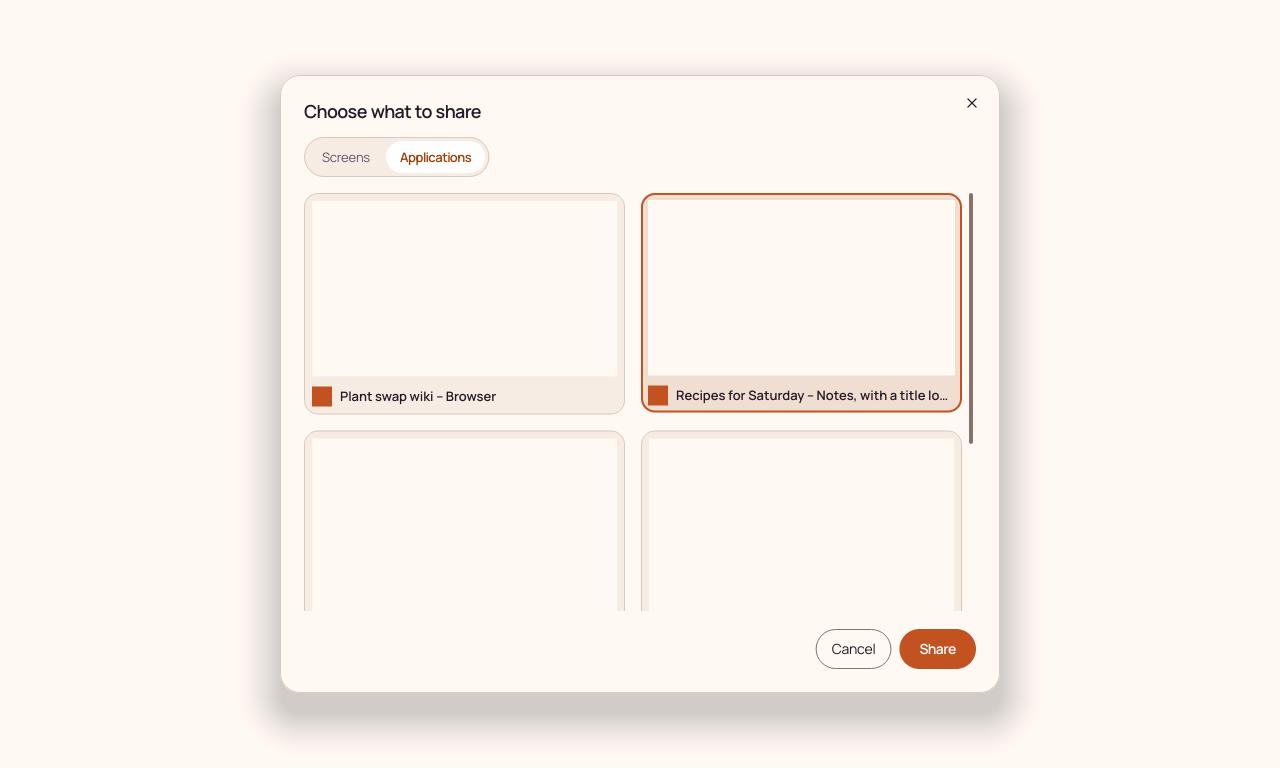 Choose what to share
Screens
Applications
Plant swap wiki – Browser
Recipes for Saturday – Notes, with a title lo…
Cancel
Share